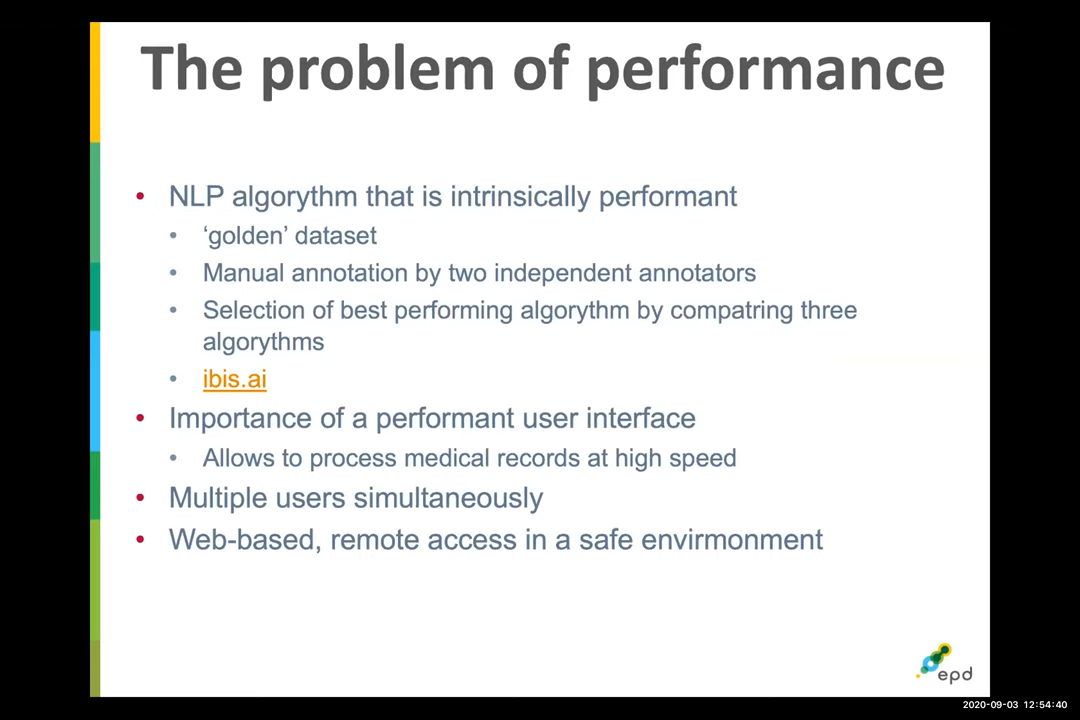 The problem of performance
• NLP algorythm that is intrinsically performant
• ‘golden’ dataset
• Manual annotation by two independent annotators
• Selection of best performing algorythm by compatring three
algorythms
• ibis.ai
• Importance of a performant user interface
• Allows to process medical records at high speed
• Multiple users simultaneously
• Web-based, remote access in a safe envirmonment
epd
2020-09-03 12:54:40